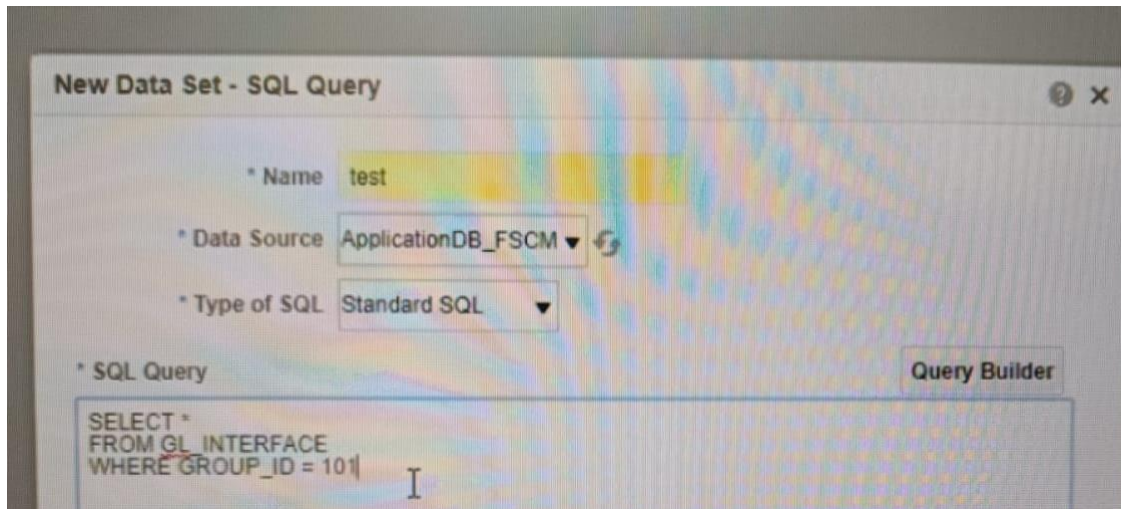 New Data Set - SQL Query
* Name test
* Data Source ApplicationDB_FSCM
* Type of SQL Standard SQL
* SQL Query Query Builder
SELECT *
FROM GL_INTERFACE
WHERE GROUP_ID = 101